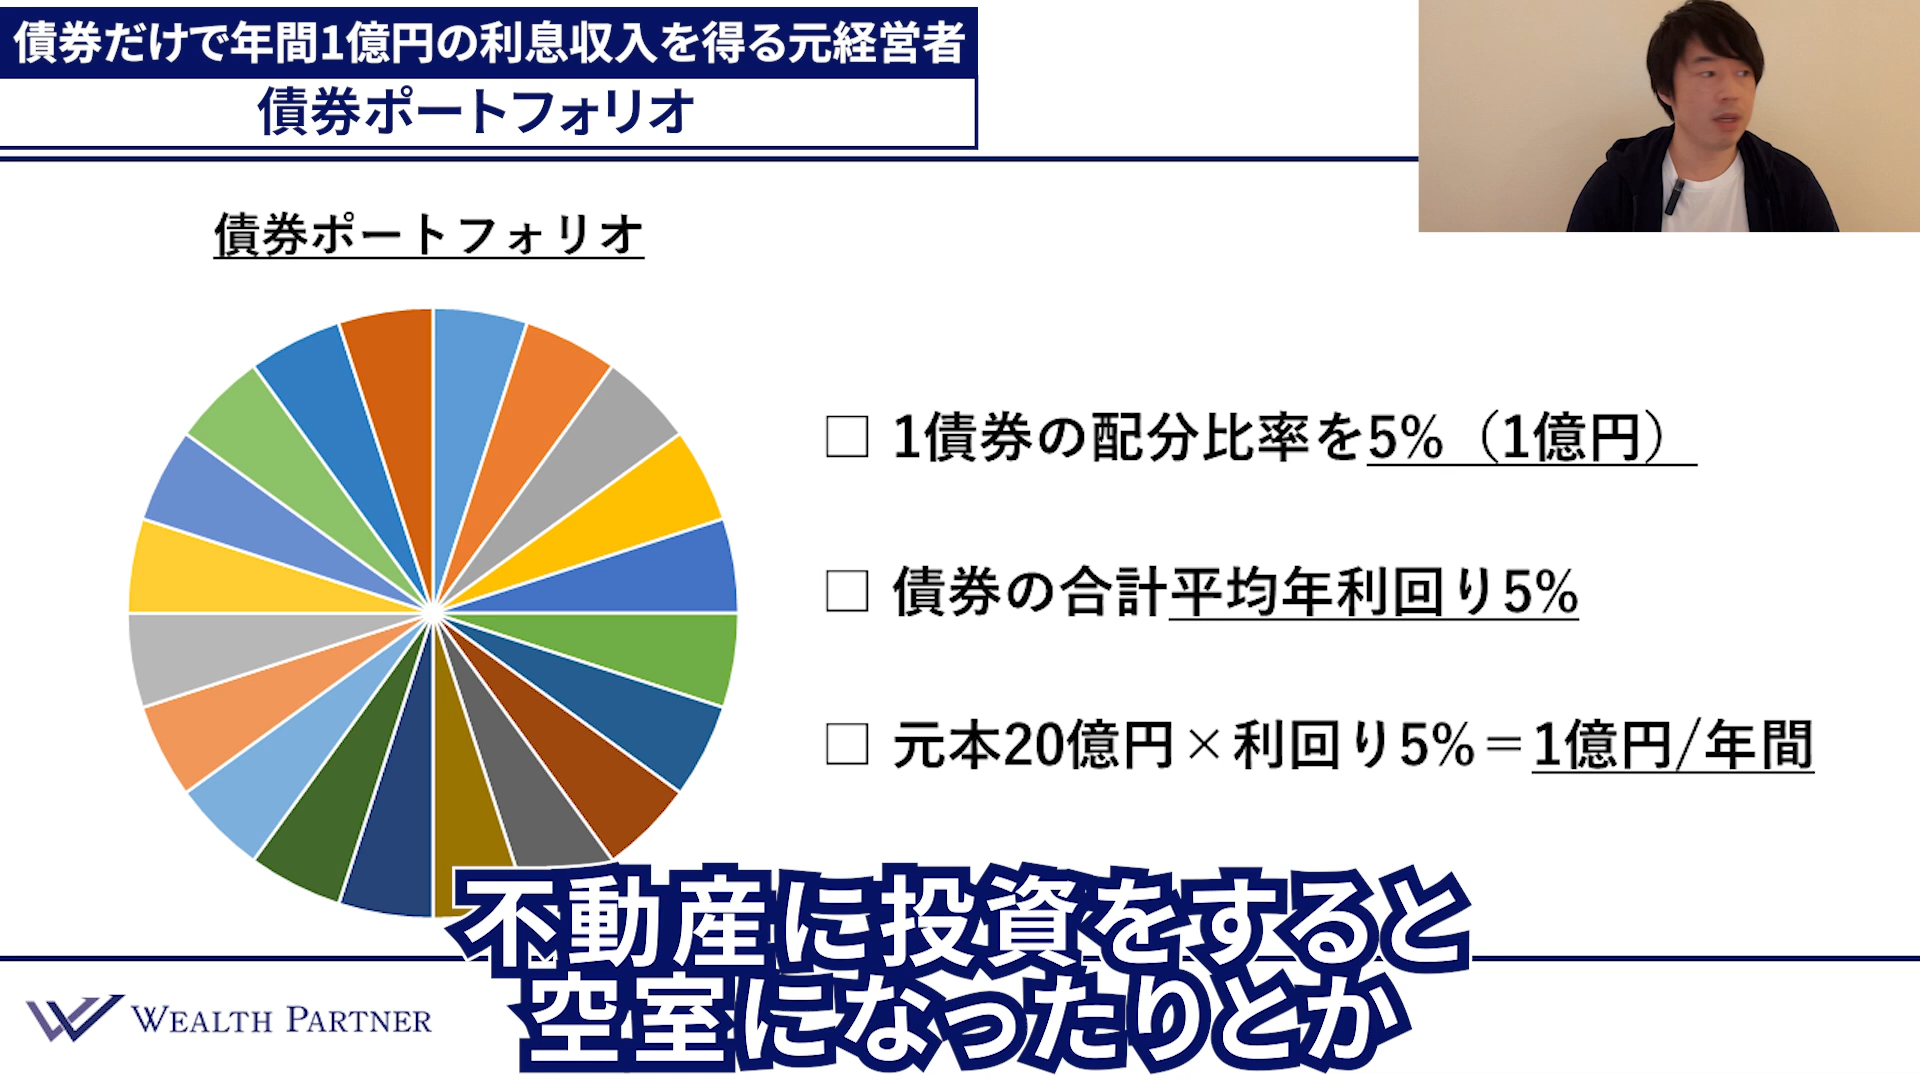 債券だけで年間1億円の利息収入を得る元経営者
債券ポートフォリオ
債券ポートフォリオ
□ 1債券の配分比率を5%（1億円）
□ 債券の合計平均年利回り5%
□ 元本20億円×利回り5%＝1億円/年間
不動産に投資をすると
空室になったりとか
WEALTH PARTNER